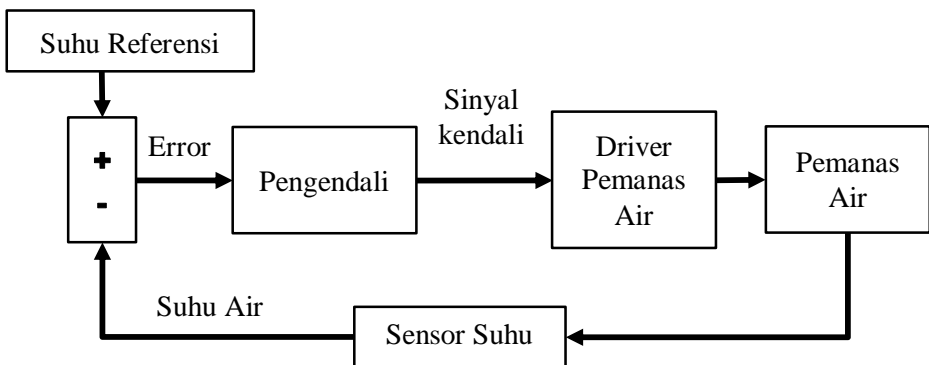 Suhu Referensi
+
-
Error
Pengendali
Sinyal
kendali
Driver
Pemanas
Air
Pemanas
Air
Suhu Air
Sensor Suhu